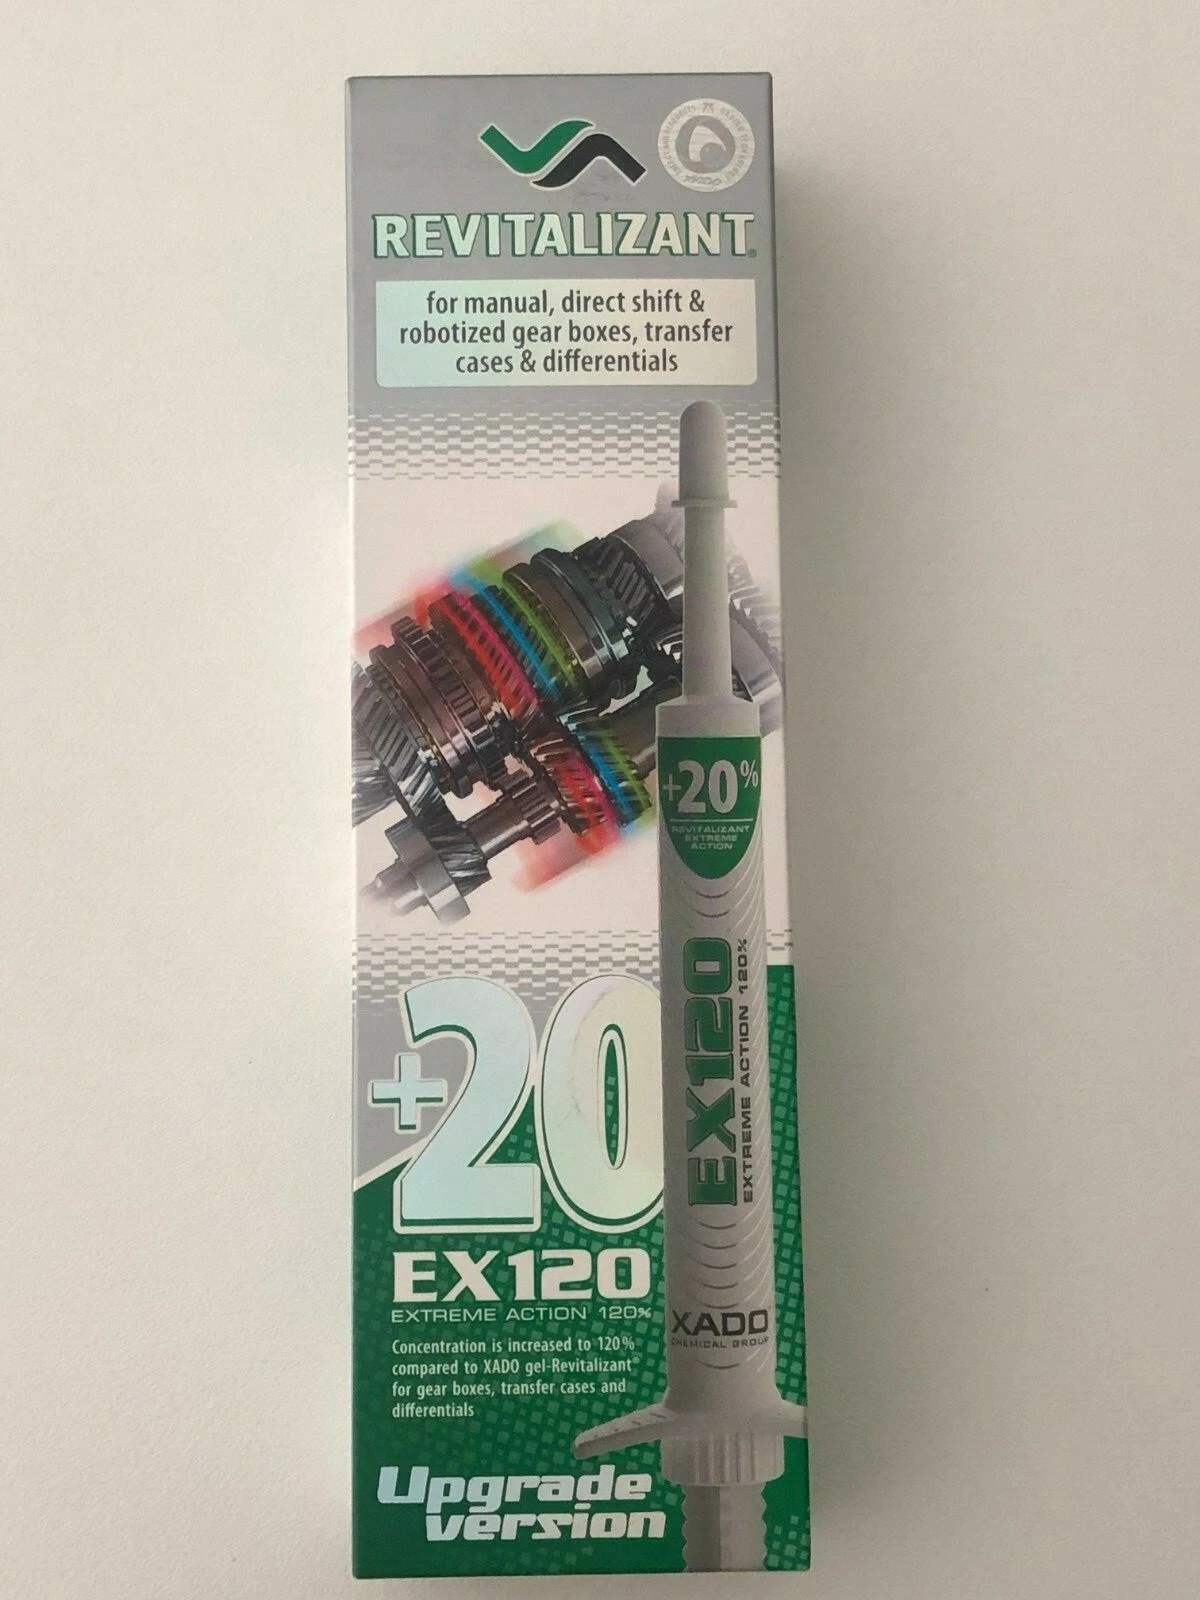 REVITALIZANT®
for manual, direct shift &
robotized gear boxes, transfer
cases & differentials
+20%
REVITALIZANT
EXTREME
ACTION
EX120
EXTREME ACTION 120%
XADO
CHEMICAL GROUP
+20
EX120
EXTREME ACTION 120%
Concentration is increased to 120%
compared to XADO gel-Revitalizant®
for gear boxes, transfer cases and
differentials
Upgrade
version